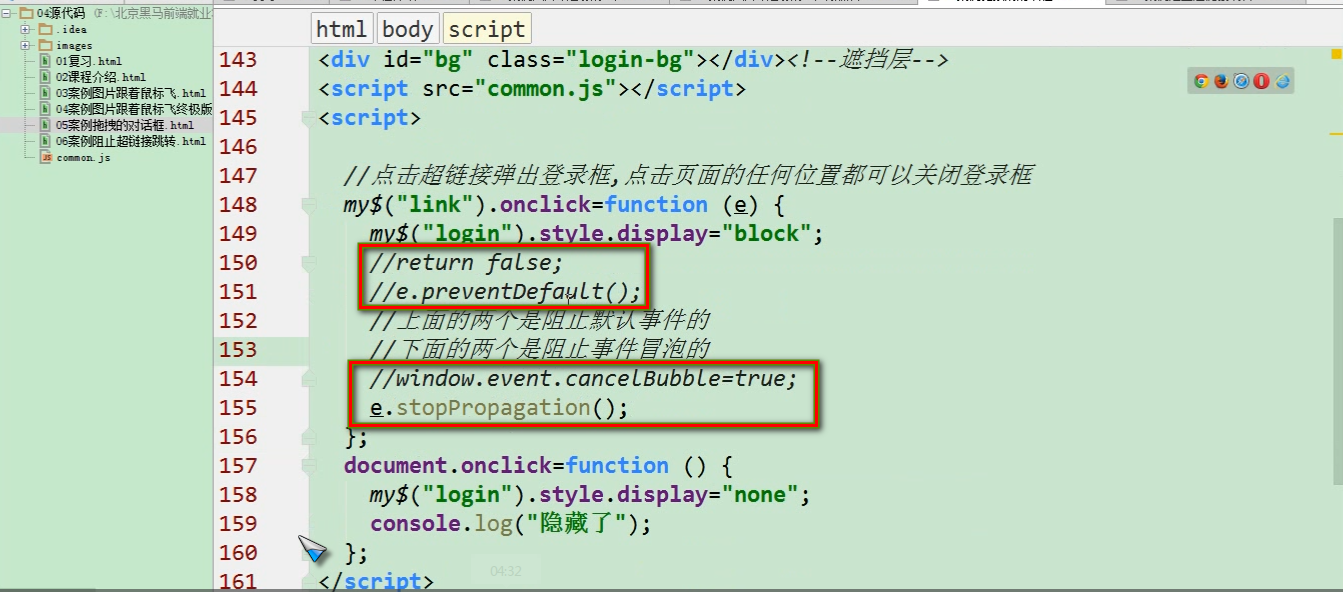 04源代码 E:\北京黑马前端就业
.idea
images
01复习.html
02课程介绍.html
03案例图片跟着鼠标飞.html
04案例图片跟着鼠标飞终极版
05案例拖拽的对话框.html
06案例阻止超链接跳转.html
common.js
html body script
143 <div id="bg" class="login-bg"></div><!--遮挡层-->
144 <script src="common.js"></script>
145 <script>
146
147 //点击超链接弹出登录框,点击页面的任何位置都可以关闭登录框
148 my$("link").onclick=function (e) {
149 my$("login").style.display="block";
150 //return false;
151 //e.preventDefault();
152 //上面的两个是阻止默认事件的
153 //下面的两个是阻止事件冒泡的
154 //window.event.cancelBubble=true;
155 e.stopPropagation();
156 };
157 document.onclick=function () {
158 my$("login").style.display="none";
159 console.log("隐藏了");
160 };
04:32
161 </script>